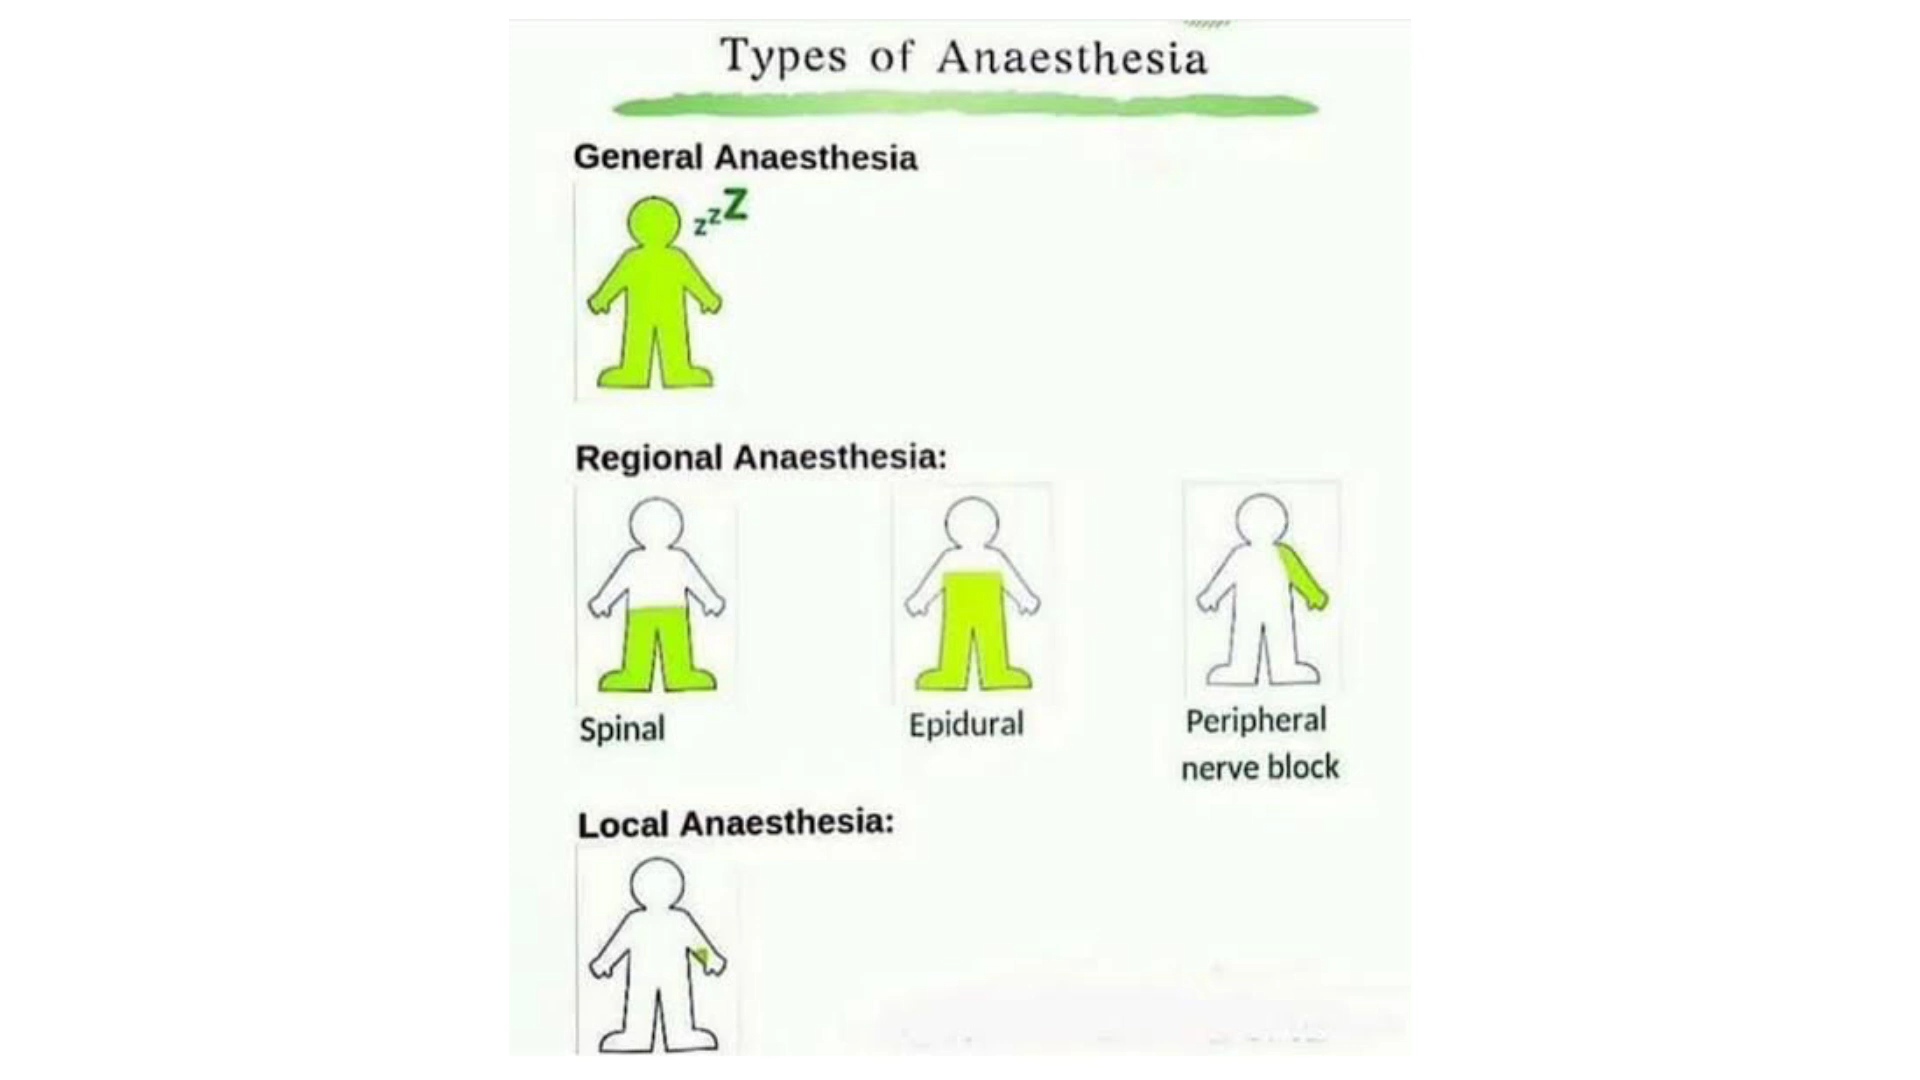 Types of Anaesthesia
General Anaesthesia
zzZ
Regional Anaesthesia:
Spinal
Epidural
Peripheral
nerve block
Local Anaesthesia: